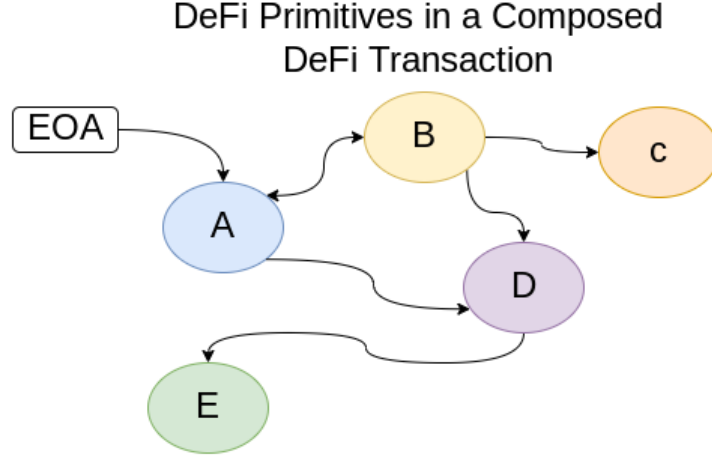 DeFi Primitives in a Composed
DeFi Transaction
EOA
B
c
A
D
E